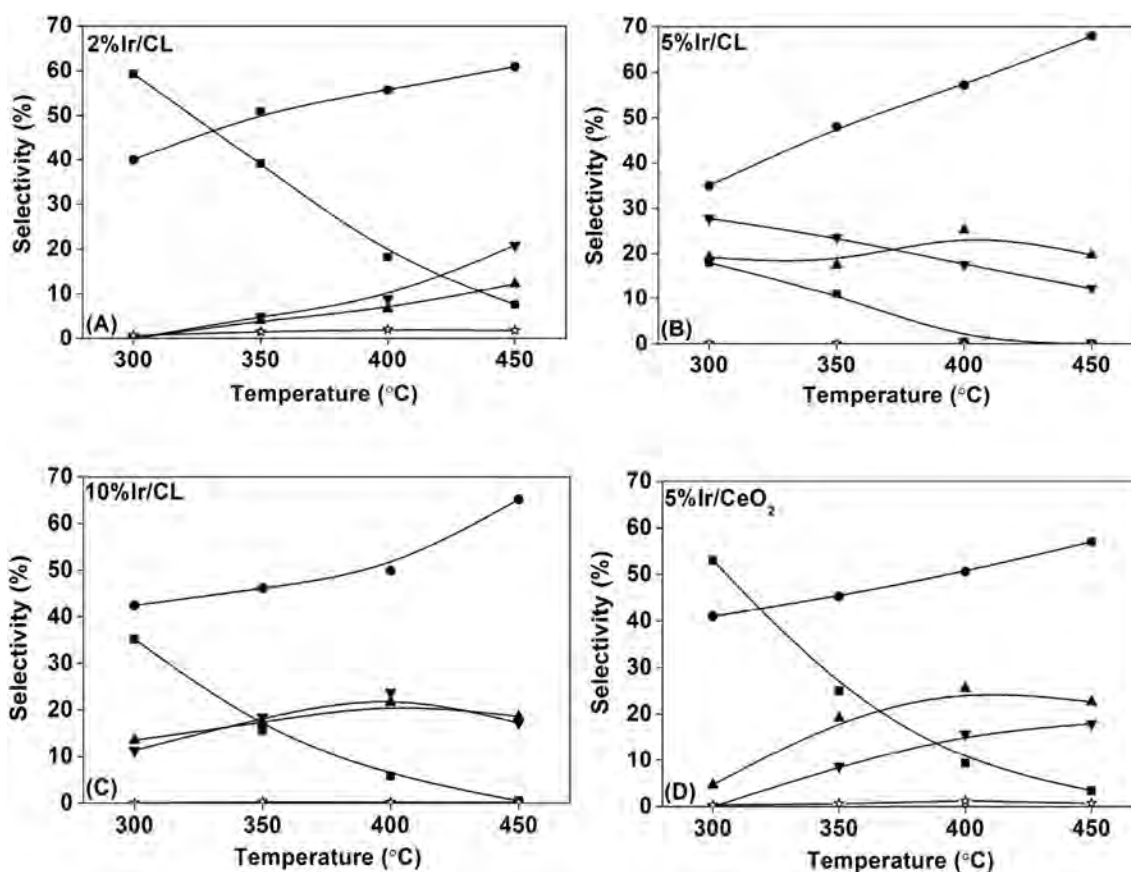 70
60
50
40
30
20
10
0
2%Ir/CL
(A)
300 350 400 450
Temperature (°C)
Selectivity (%)
70
60
50
40
30
20
10
0
5%Ir/CL
(B)
300 350 400 450
Temperature (°C)
Selectivity (%)
70
60
50
40
30
20
10
0
10%Ir/CL
(C)
300 350 400 450
Temperature (°C)
Selectivity (%)
70
60
50
40
30
20
10
0
5%Ir/CeO₂
(D)
300 350 400 450
Temperature (°C)
Selectivity (%)